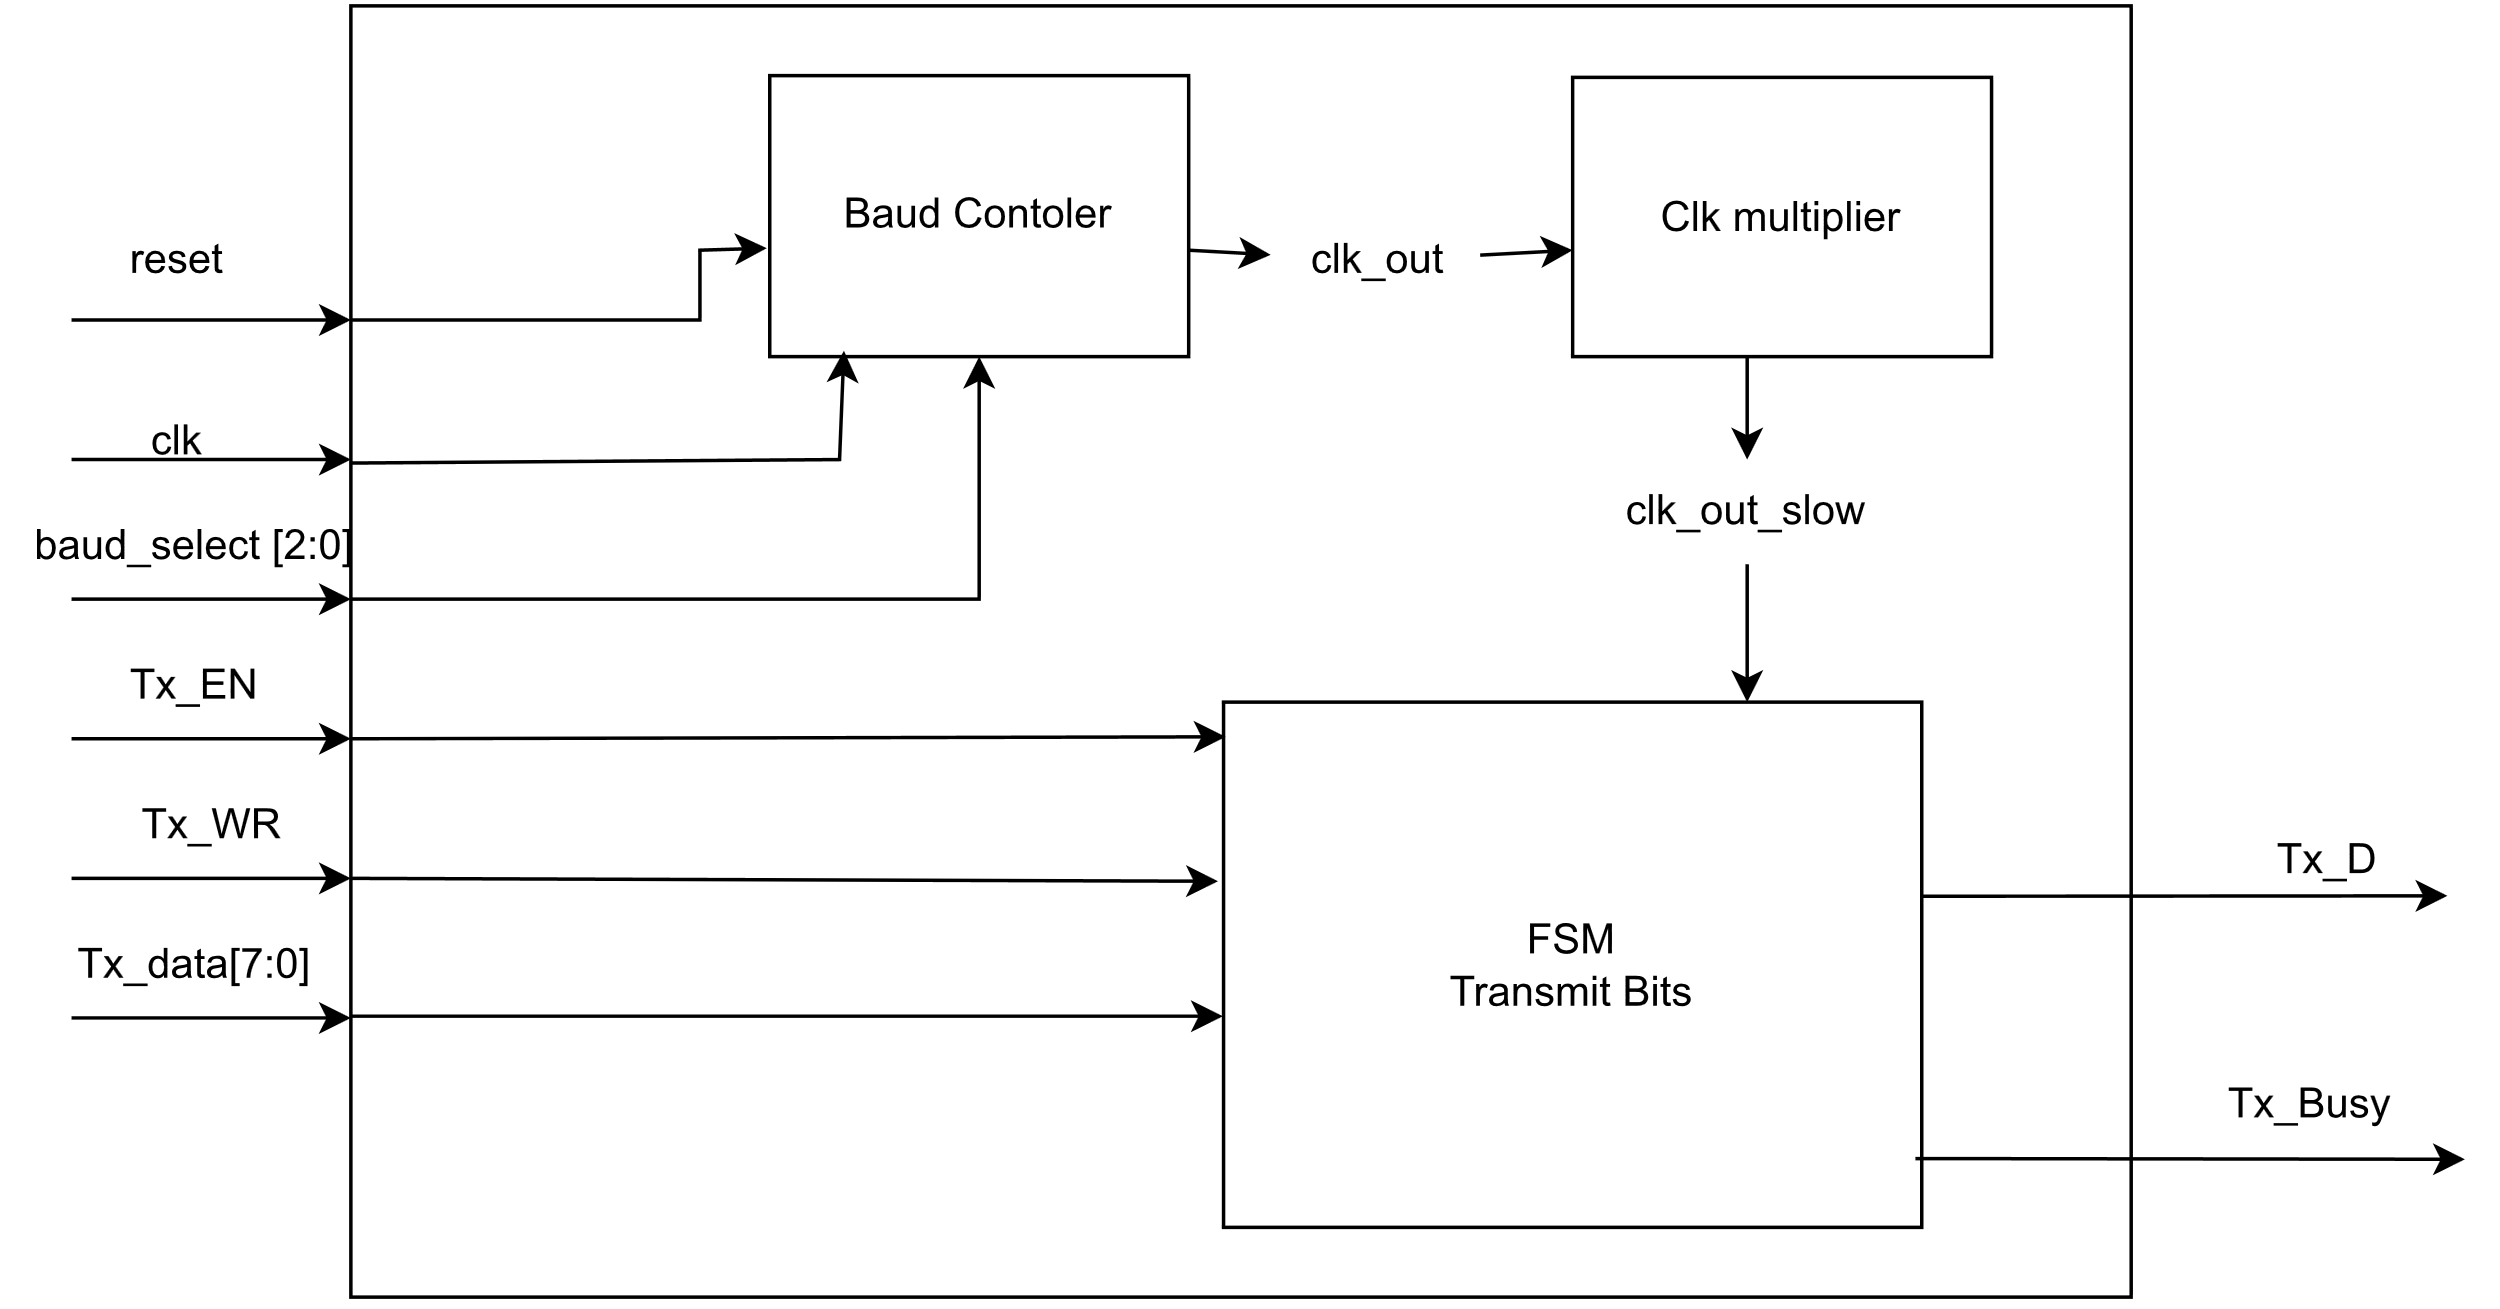 Baud Contoler
Clk multiplier
reset
clk_out
clk
clk_out_slow
baud_select [2:0]
Tx_EN
Tx_WR
Tx_D
FSM
Transmit Bits
Tx_data[7:0]
Tx_Busy